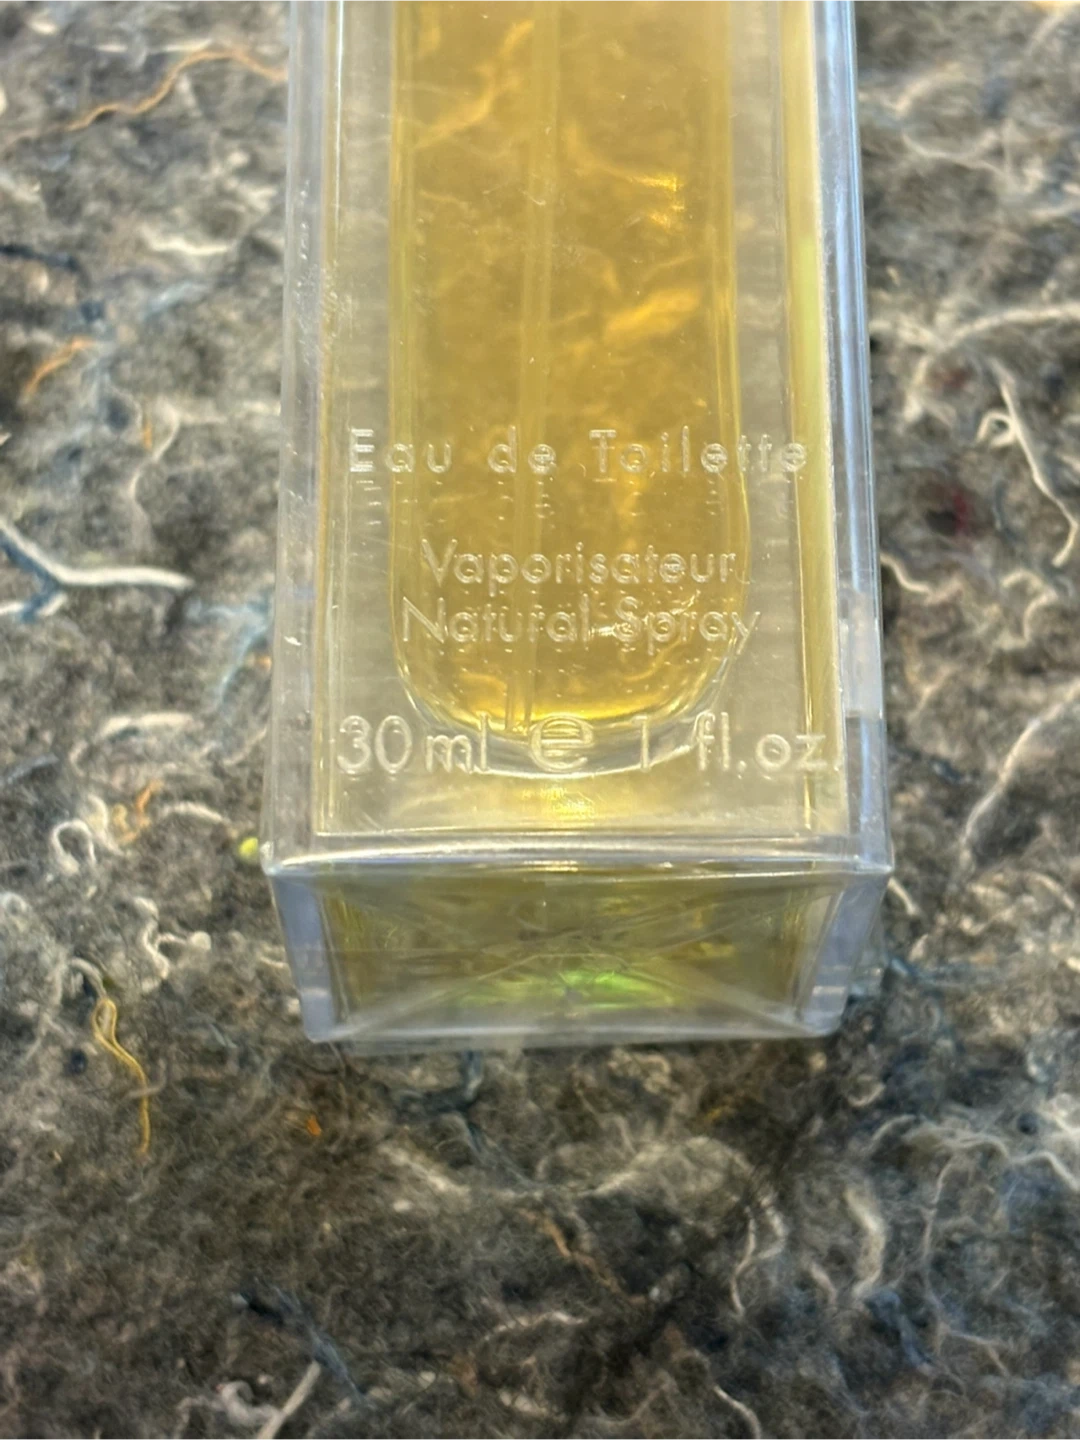 Eau de Toilette
Vaporisateur
Natural Spray
30 ml ℮ 1 fl.oz.